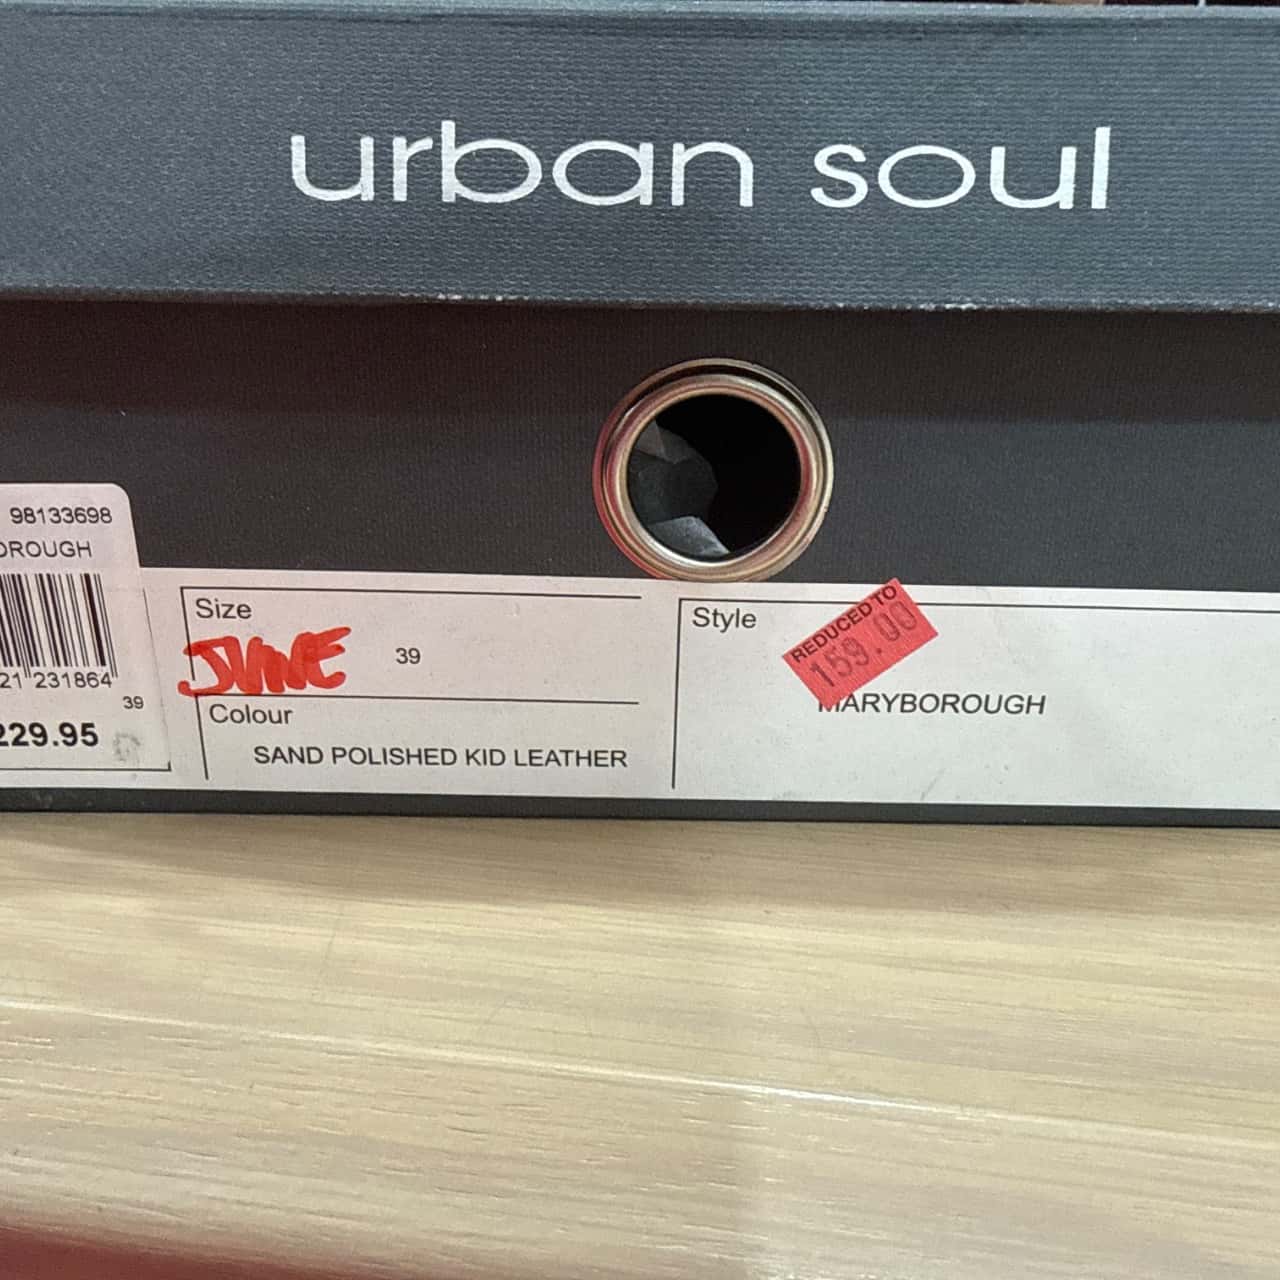 urban soul
98133698
OROUGH
21 231864
39
229.95
Size
JUNE
39
Colour
SAND POLISHED KID LEATHER
Style
REDUCED TO
159.00
MARYBOROUGH